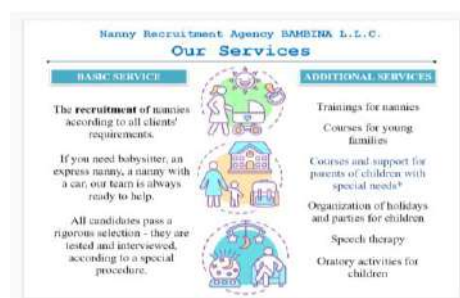 Nanny Recruitment Agency BAMBINA L.L.C.
Our Services
BASIC SERVICE
The recruitment of nannies
according to all clients'
requirements.
If you need babysitter, an
express nanny, a nanny with
a car, our team is always
ready to help.
All candidates pass a
rigorous selection - they are
tested and interviewed,
according to a special
procedure.
ADDITIONAL SERVICES
Trainings for nannies
Courses for young
families
Courses and support for
parents of children with
special needs*
Organization of holidays
and parties for children
Speech therapy
Oratory activities for
children